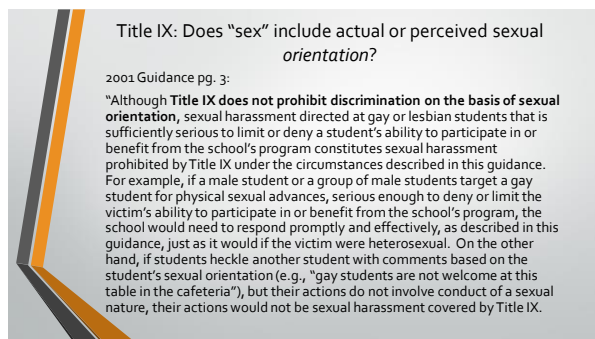 Title IX: Does “sex” include actual or perceived sexual
orientation?
2001 Guidance pg. 3:
“Although Title IX does not prohibit discrimination on the basis of sexual
orientation, sexual harassment directed at gay or lesbian students that is
sufficiently serious to limit or deny a student’s ability to participate in or
benefit from the school’s program constitutes sexual harassment
prohibited by Title IX under the circumstances described in this guidance.
For example, if a male student or a group of male students target a gay
student for physical sexual advances, serious enough to deny or limit the
victim’s ability to participate in or benefit from the school’s program, the
school would need to respond promptly and effectively, as described in this
guidance, just as it would if the victim were heterosexual.  On the other
hand, if students heckle another student with comments based on the
student’s sexual orientation (e.g., “gay students are not welcome at this
table in the cafeteria”), but their actions do not involve conduct of a sexual
nature, their actions would not be sexual harassment covered by Title IX.